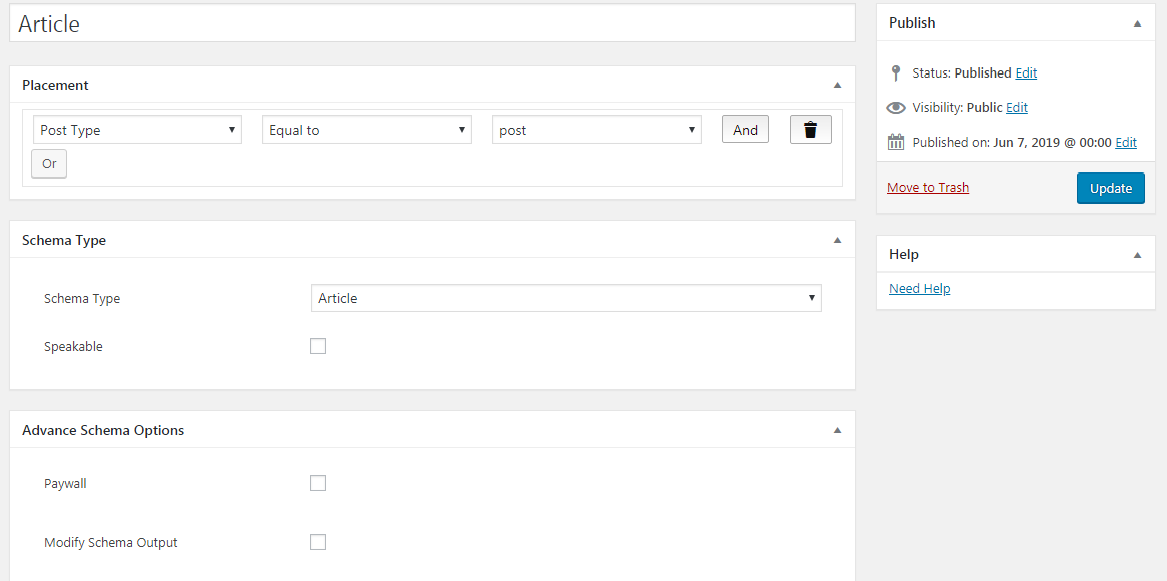 Article
Placement
Post Type Equal to post And
Or
Schema Type
Schema Type Article
Speakable
Advance Schema Options
Paywall
Modify Schema Output
Publish
Status: Published Edit
Visibility: Public Edit
Published on: Jun 7, 2019 @ 00:00 Edit
Move to Trash Update
Help
Need Help